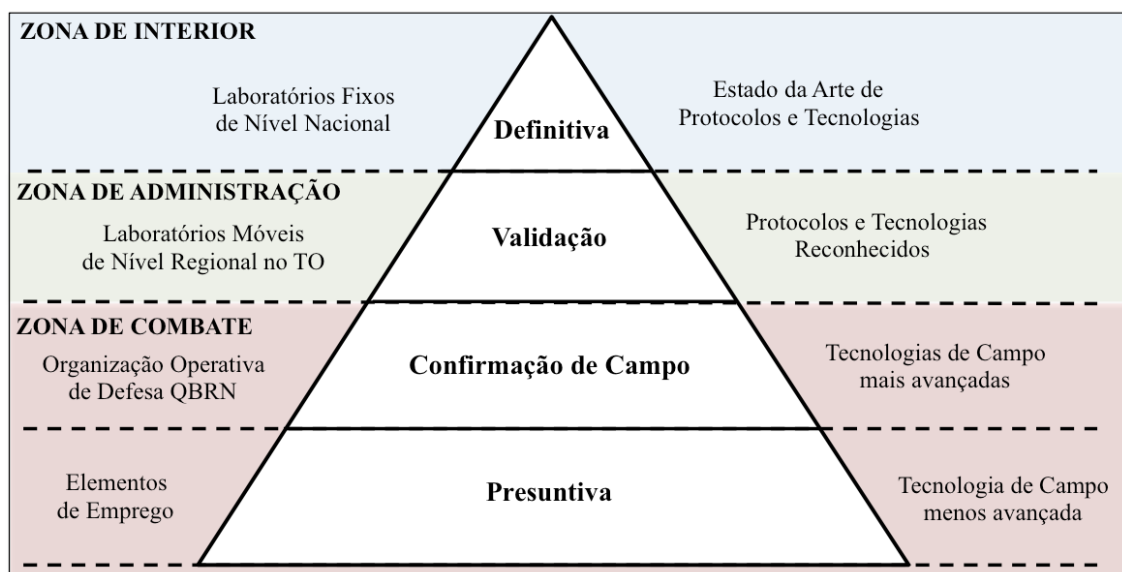 ZONA DE INTERIOR
Laboratórios Fixos
de Nível Nacional
Definitiva
Estado da Arte de
Protocolos e Tecnologias
ZONA DE ADMINISTRAÇÃO
Laboratórios Móveis
de Nível Regional no TO
Validação
Protocolos e Tecnologias
Reconhecidos
ZONA DE COMBATE
Organização Operativa
de Defesa QBRN
Confirmação de Campo
Tecnologias de Campo
mais avançadas
Elementos
de Emprego
Presuntiva
Tecnologia de Campo
menos avançada